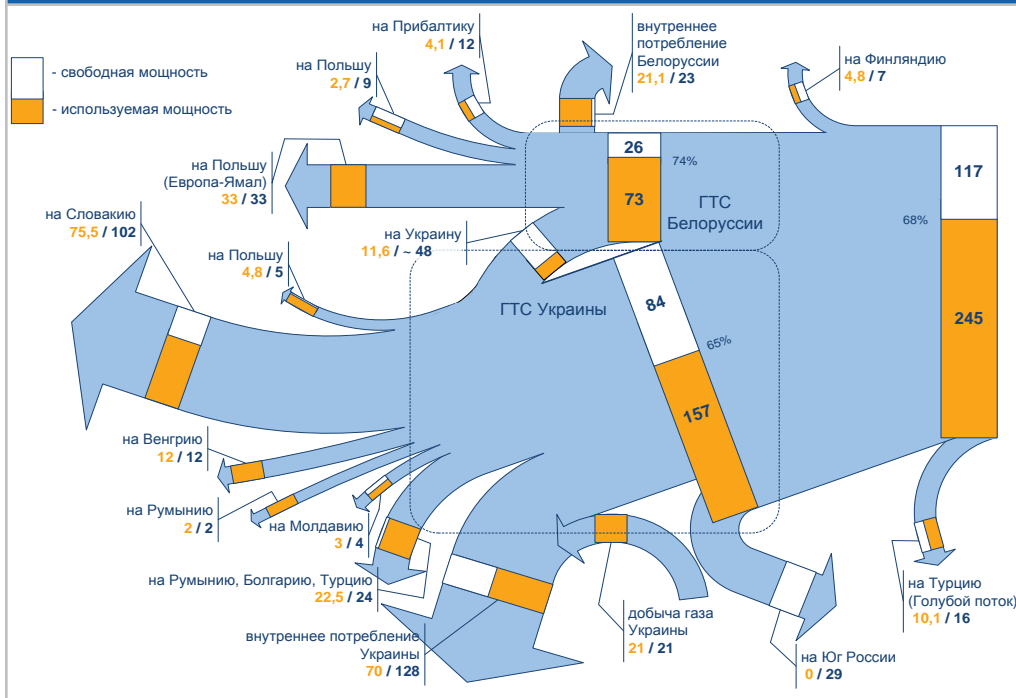 на Прибалтику
4,1 / 12
внутреннее
потребление
Белоруссии
21,1 / 23
на Польшу
2,7 / 9
на Финляндию
4,8 / 7
- свободная мощность
- используемая мощность
на Польшу
(Европа-Ямал)
33 / 33
26
74%
73
ГТС
Белоруссии
117
68%
245
на Словакию
75,5 / 102
на Украину
11,6 / ~ 48
на Польшу
4,8 / 5
ГТС Украины
84
65%
157
на Венгрию
12 / 12
на Румынию
2 / 2
на Молдавию
3 / 4
на Румынию, Болгарию, Турцию
22,5 / 24
внутреннее потребление
Украины
70 / 128
добыча газа
Украины
21 / 21
на Юг России
0 / 29
на Турцию
(Голубой поток)
10,1 / 16